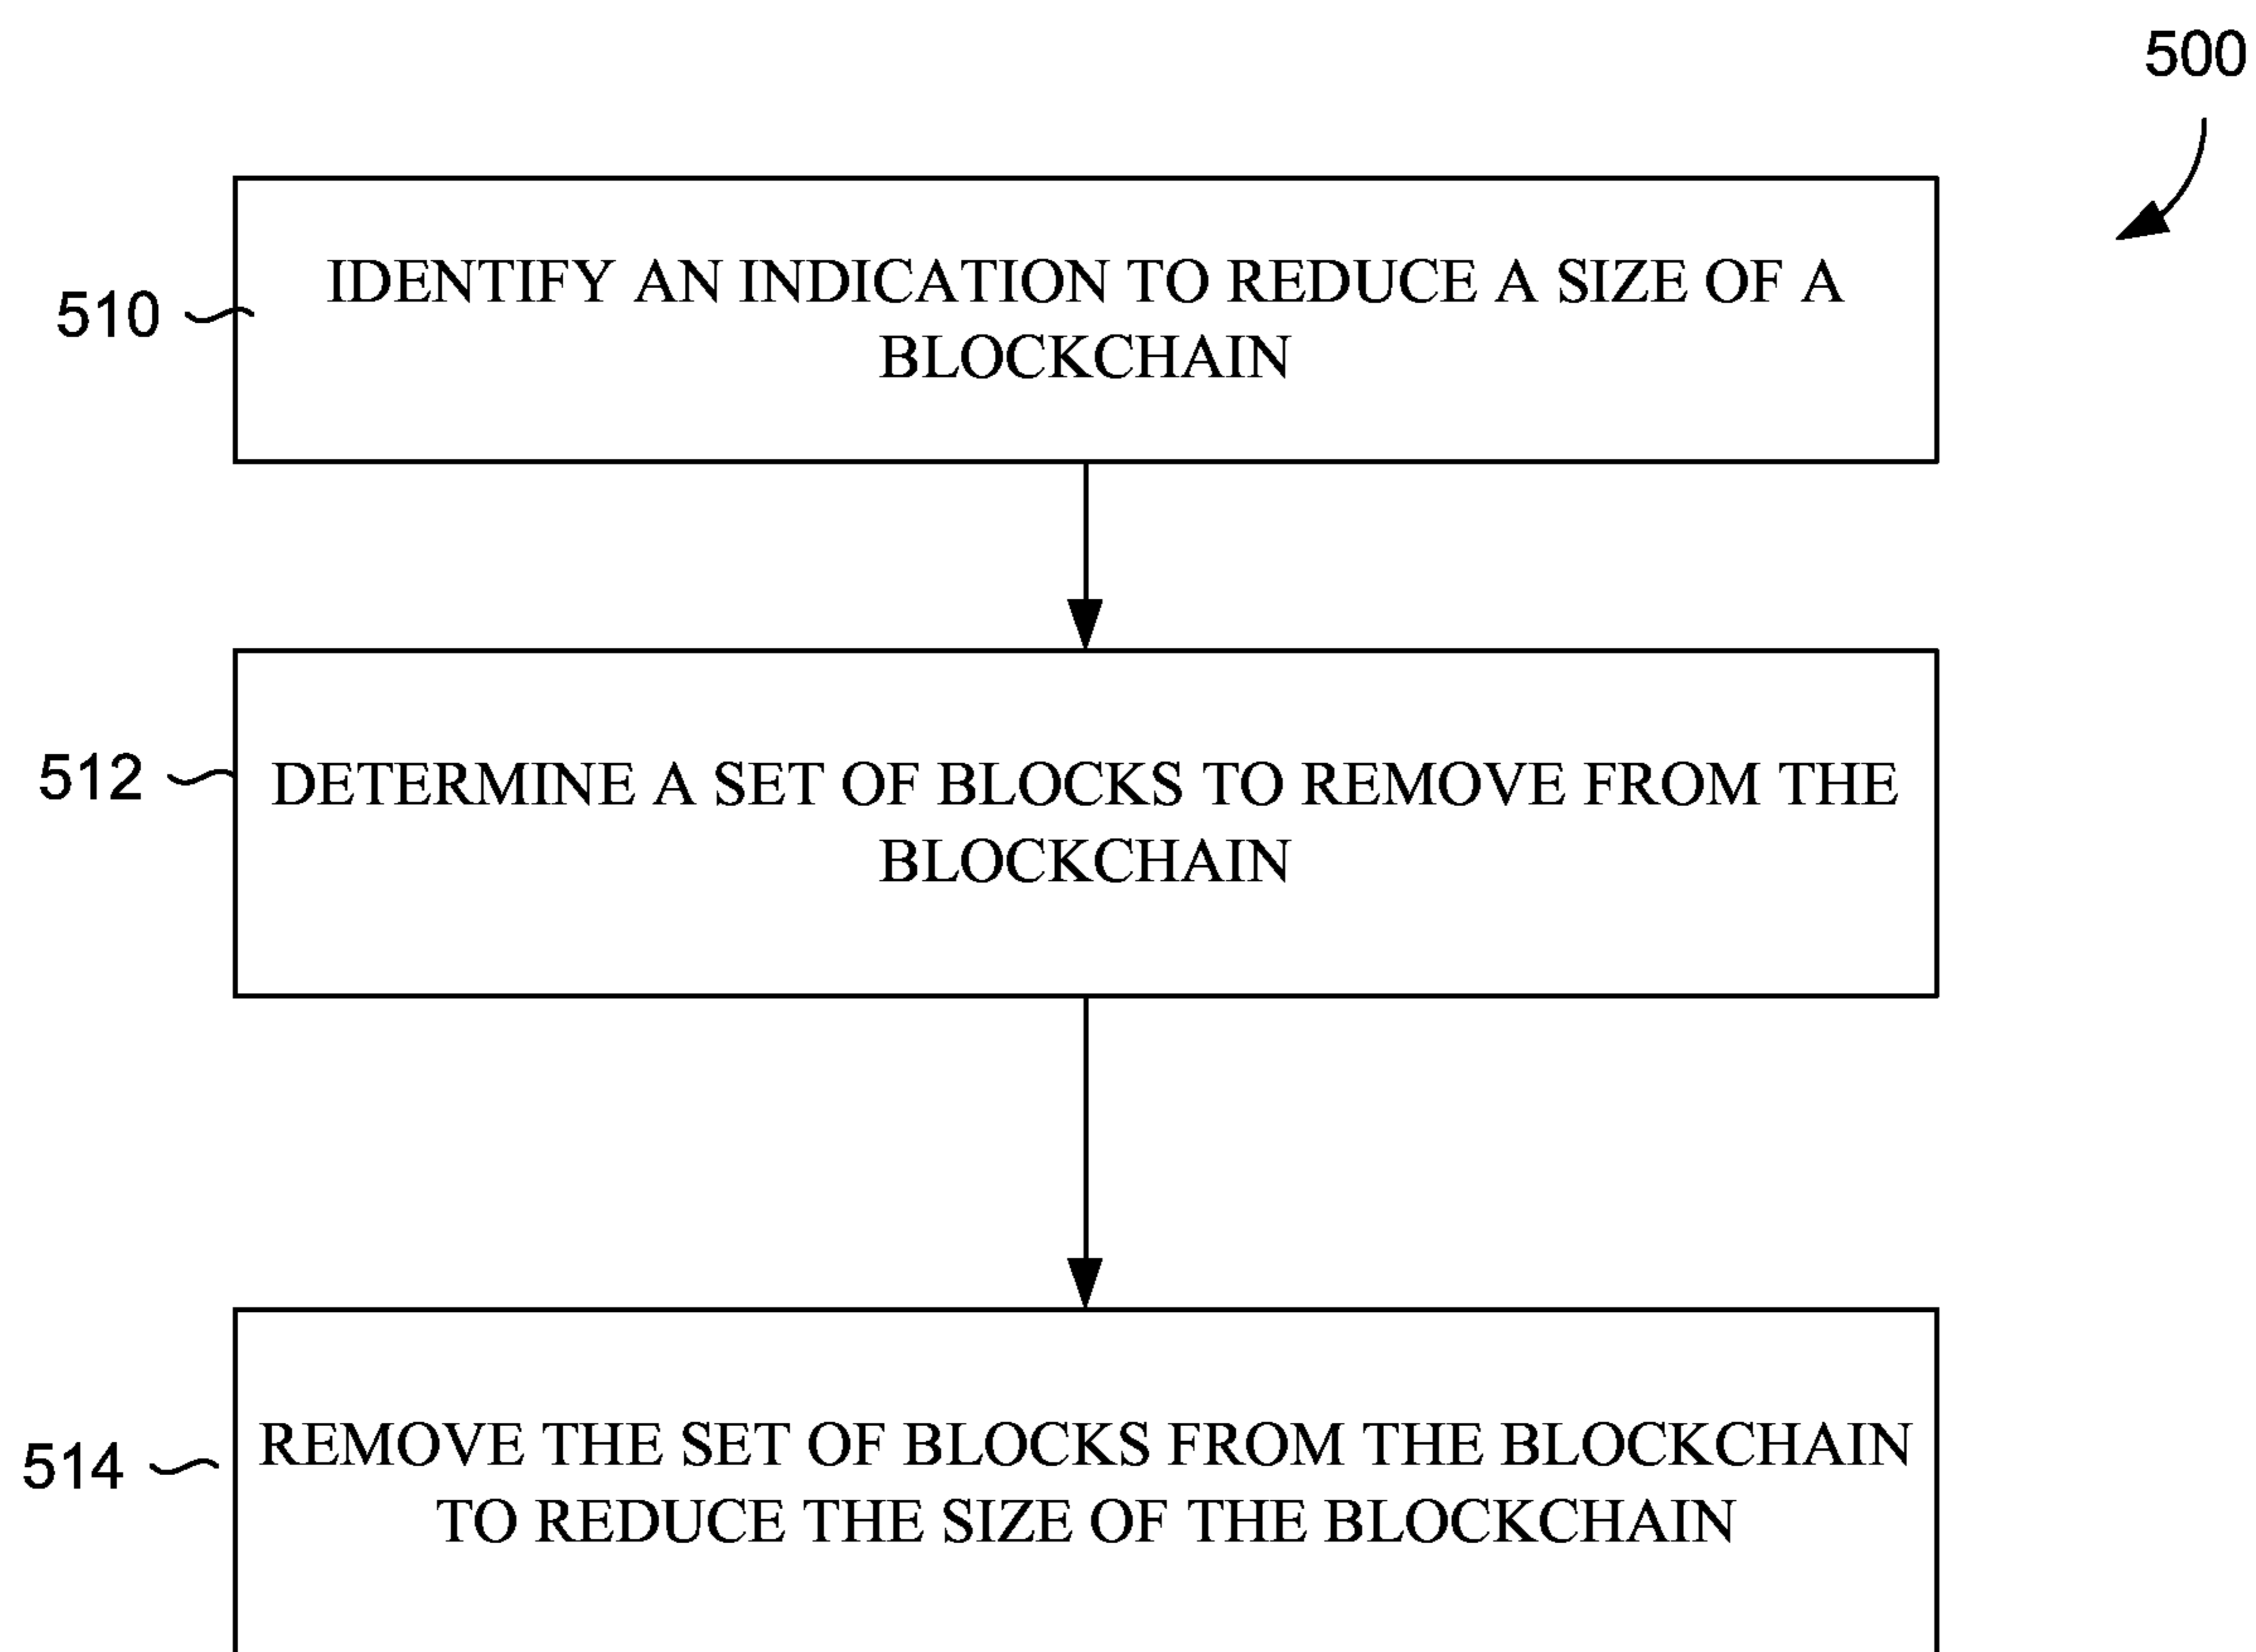 500
510
IDENTIFY AN INDICATION TO REDUCE A SIZE OF A
BLOCKCHAIN
512
DETERMINE A SET OF BLOCKS TO REMOVE FROM THE
BLOCKCHAIN
514
REMOVE THE SET OF BLOCKS FROM THE BLOCKCHAIN
TO REDUCE THE SIZE OF THE BLOCKCHAIN